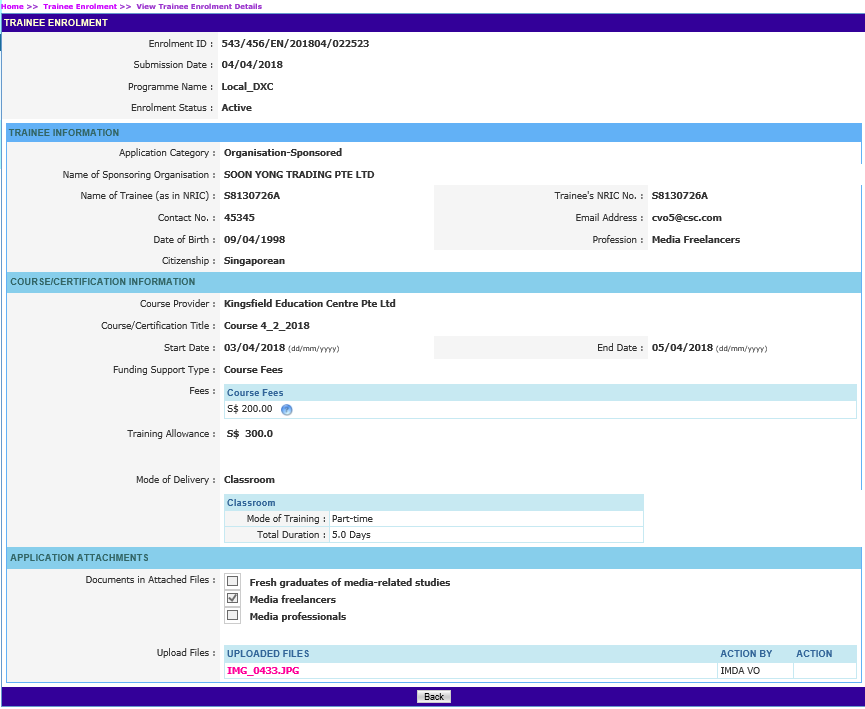 Home >> Trainee Enrolment >> View Trainee Enrolment Details
TRAINEE ENROLMENT
Enrolment ID : 543/456/EN/201804/022523
Submission Date : 04/04/2018
Programme Name : Local_DXC
Enrolment Status : Active
TRAINEE INFORMATION
Application Category : Organisation-Sponsored
Name of Sponsoring Organisation : SOON YONG TRADING PTE LTD
Name of Trainee (as in NRIC) : S8130726A Trainee's NRIC No. : S8130726A
Contact No. : 45345 Email Address : cvo5@csc.com
Date of Birth : 09/04/1998 Profession : Media Freelancers
Citizenship : Singaporean
COURSE/CERTIFICATION INFORMATION
Course Provider : Kingsfield Education Centre Pte Ltd
Course/Certification Title : Course 4_2_2018
Start Date : 03/04/2018 (dd/mm/yyyy) End Date : 05/04/2018 (dd/mm/yyyy)
Funding Support Type : Course Fees
Fees : Course Fees
S$ 200.00
Training Allowance : S$ 300.0
Mode of Delivery : Classroom
Classroom
Mode of Training : Part-time
Total Duration : 5.0 Days
APPLICATION ATTACHMENTS
Documents in Attached Files : Fresh graduates of media-related studies
Media freelancers
Media professionals
Upload Files : UPLOADED FILES ACTION BY ACTION
IMG_0433.JPG IMDA VO
Back